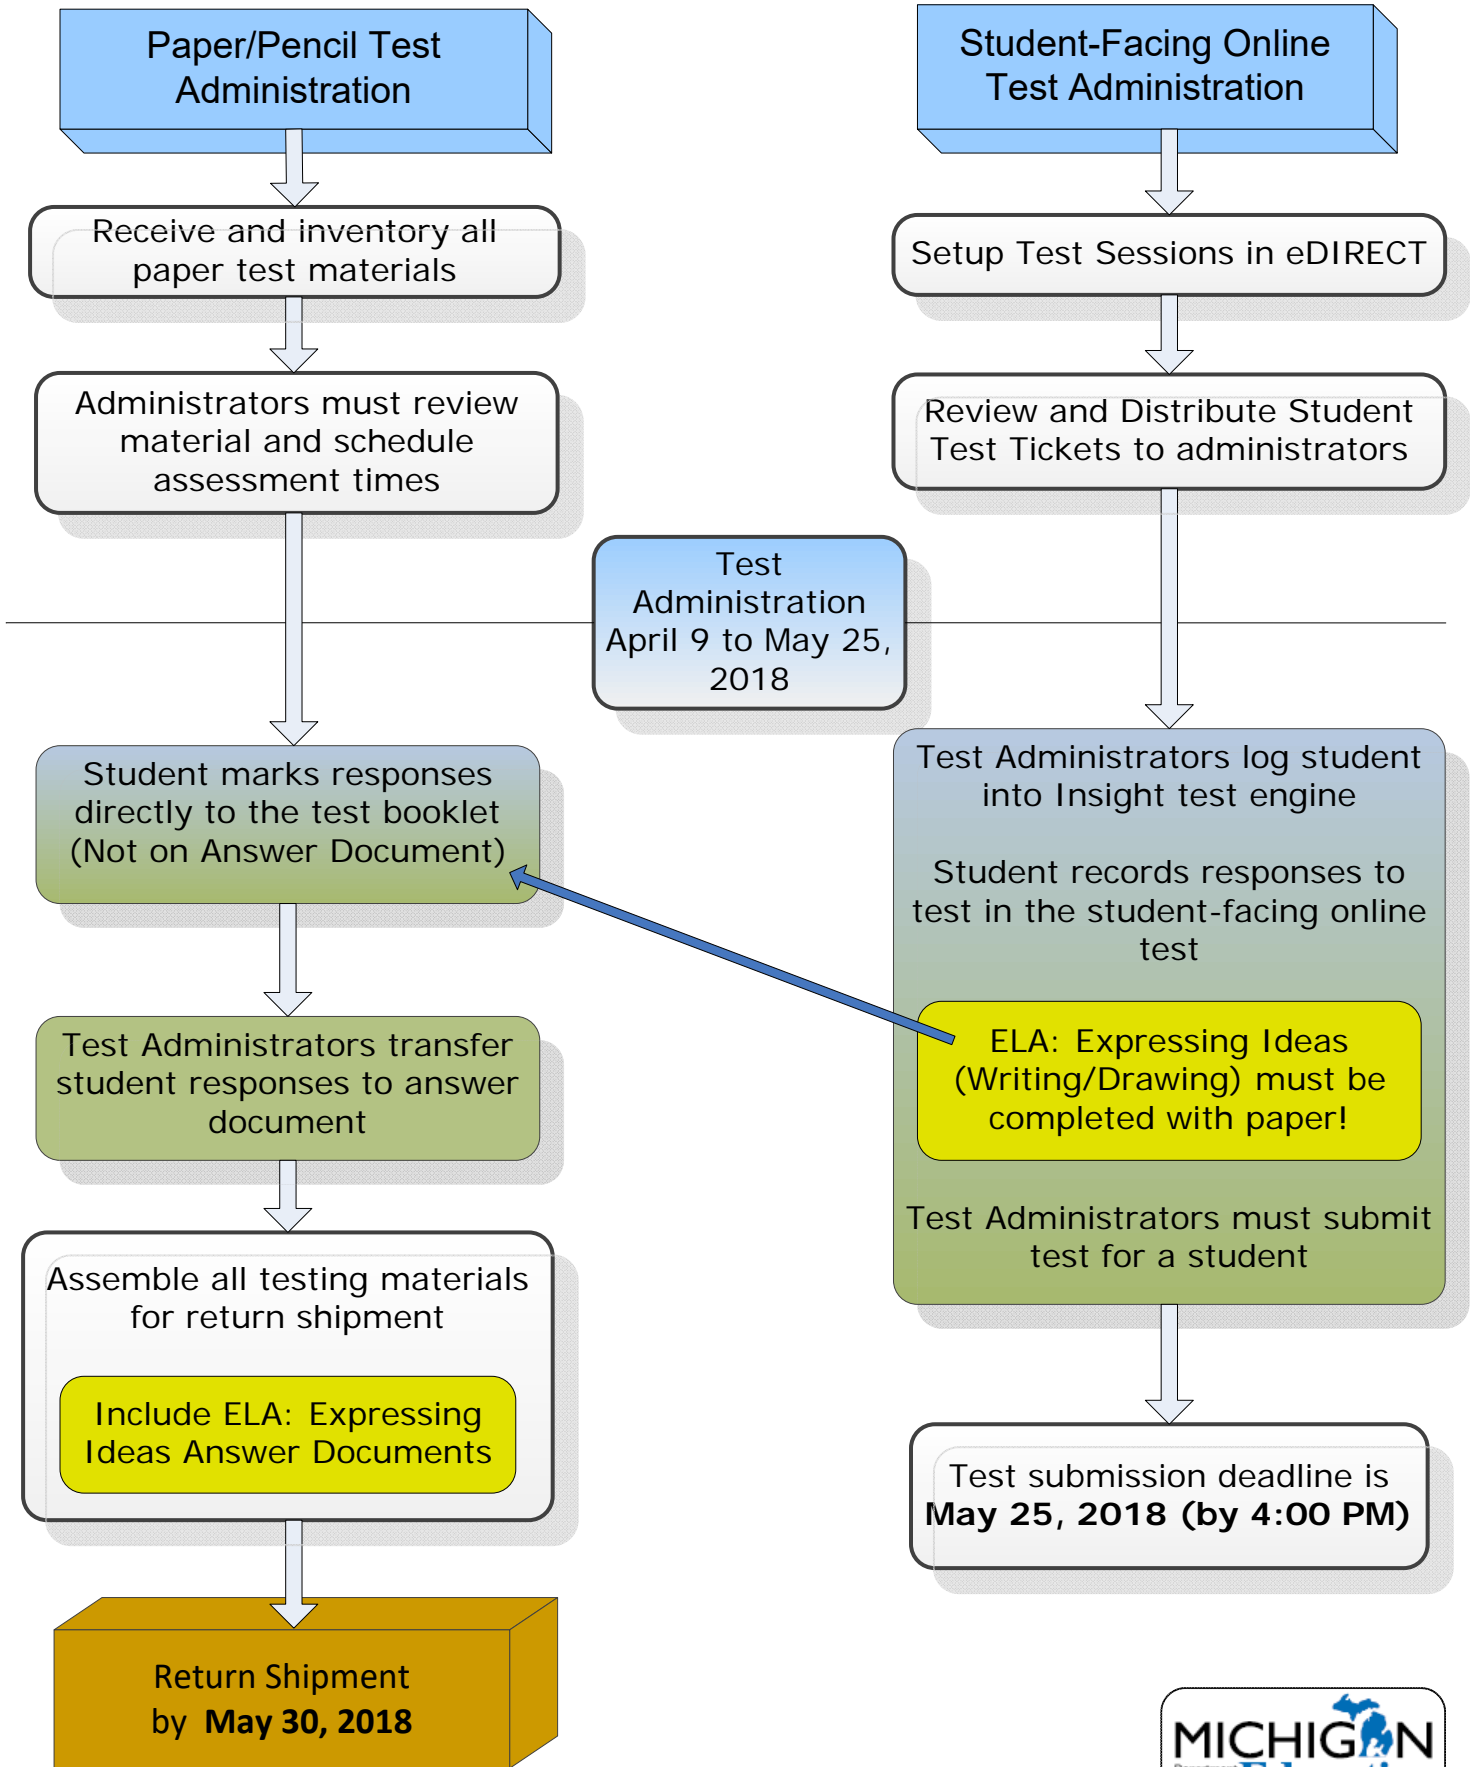 Paper/Pencil Test
Administration
Receive and inventory all
paper test materials
Administrators must review
material and schedule
assessment times
Student marks responses
directly to the test booklet
(Not on Answer Document)
Test Administrators transfer
student responses to answer
document
Assemble all testing materials
for return shipment
Include ELA: Expressing
Ideas Answer Documents
Return Shipment
by May 30, 2018
Test
Administration
April 9 to May 25,
2018
Student-Facing Online
Test Administration
Setup Test Sessions in eDIRECT
Review and Distribute Student
Test Tickets to administrators
Test Administrators log student
into Insight test engine
Student records responses to
test in the student-facing online
test
ELA: Expressing Ideas
(Writing/Drawing) must be
completed with paper!
Test Administrators must submit
test for a student
Test submission deadline is
May 25, 2018 (by 4:00 PM)
MICHIGAN